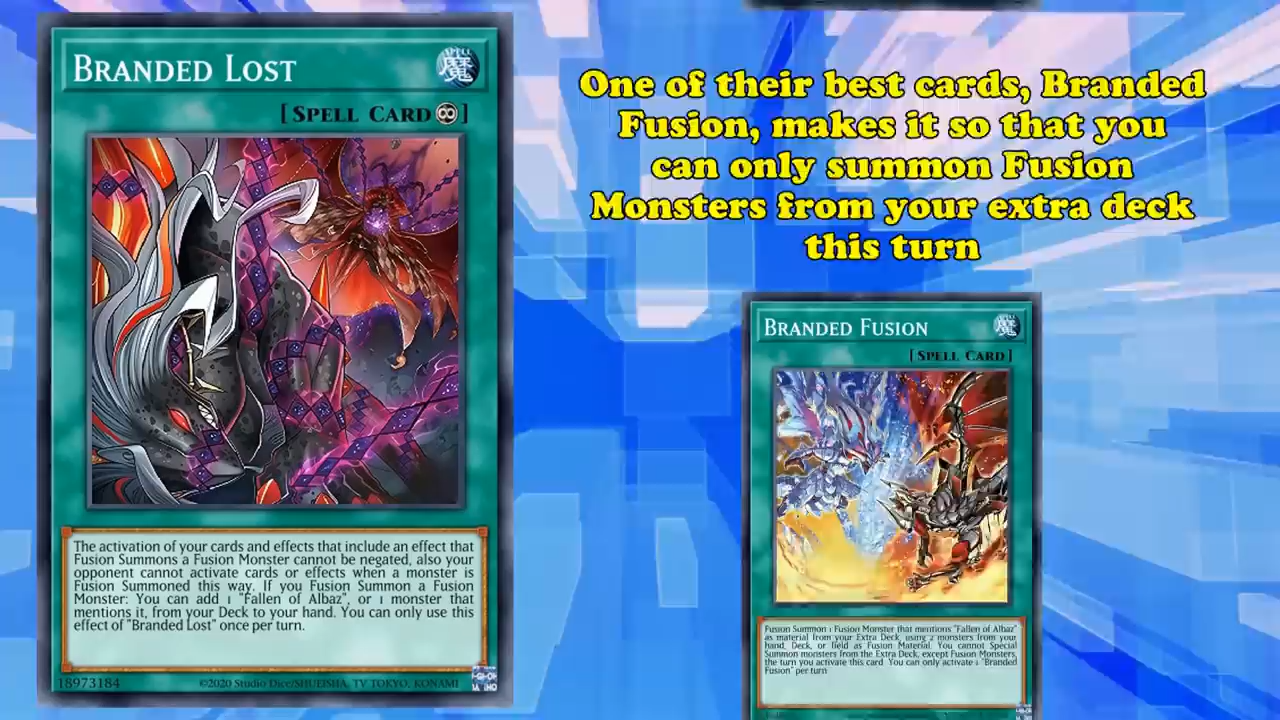 BRANDED LOST
[SPELL CARD]
The activation of your cards and effects that include an effect that
Fusion Summons a Fusion Monster cannot be negated, also your
opponent cannot activate cards or effects when a monster is
Fusion Summoned this way. If you Fusion Summon a Fusion
Monster: You can add 1 "Fallen of Albaz", or 1 monster that
mentions it, from your Deck to your hand. You can only use this
effect of "Branded Lost" once per turn.
18973184
©2020 Studio Dice/SHUEISHA, TV TOKYO, KONAMI
One of their best cards, Branded
Fusion, makes it so that you
can only summon Fusion
Monsters from your extra deck
this turn
BRANDED FUSION
[SPELL CARD]
Fusion Summon 1 Fusion Monster that mentions "Fallen of Albaz"
as material from your Extra Deck, using 2 monsters from your
hand, Deck, or field as Fusion Material. You cannot Special
Summon monsters from the Extra Deck, except Fusion Monsters,
the turn you activate this card. You can only activate 1 "Branded
Fusion" per turn